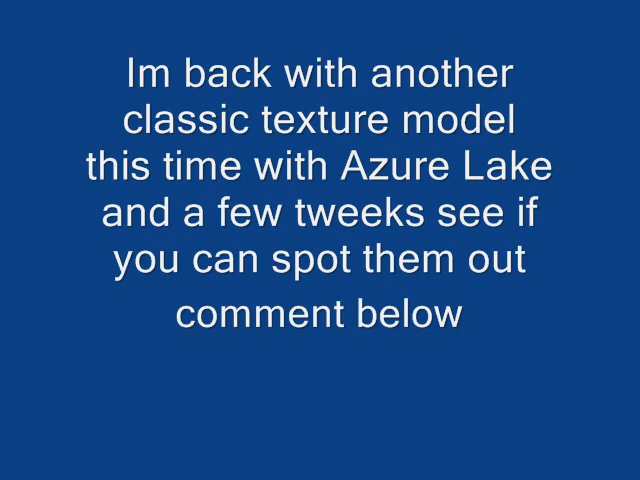 Im back with another
classic texture model
this time with Azure Lake
and a few tweeks see if
you can spot them out
comment below